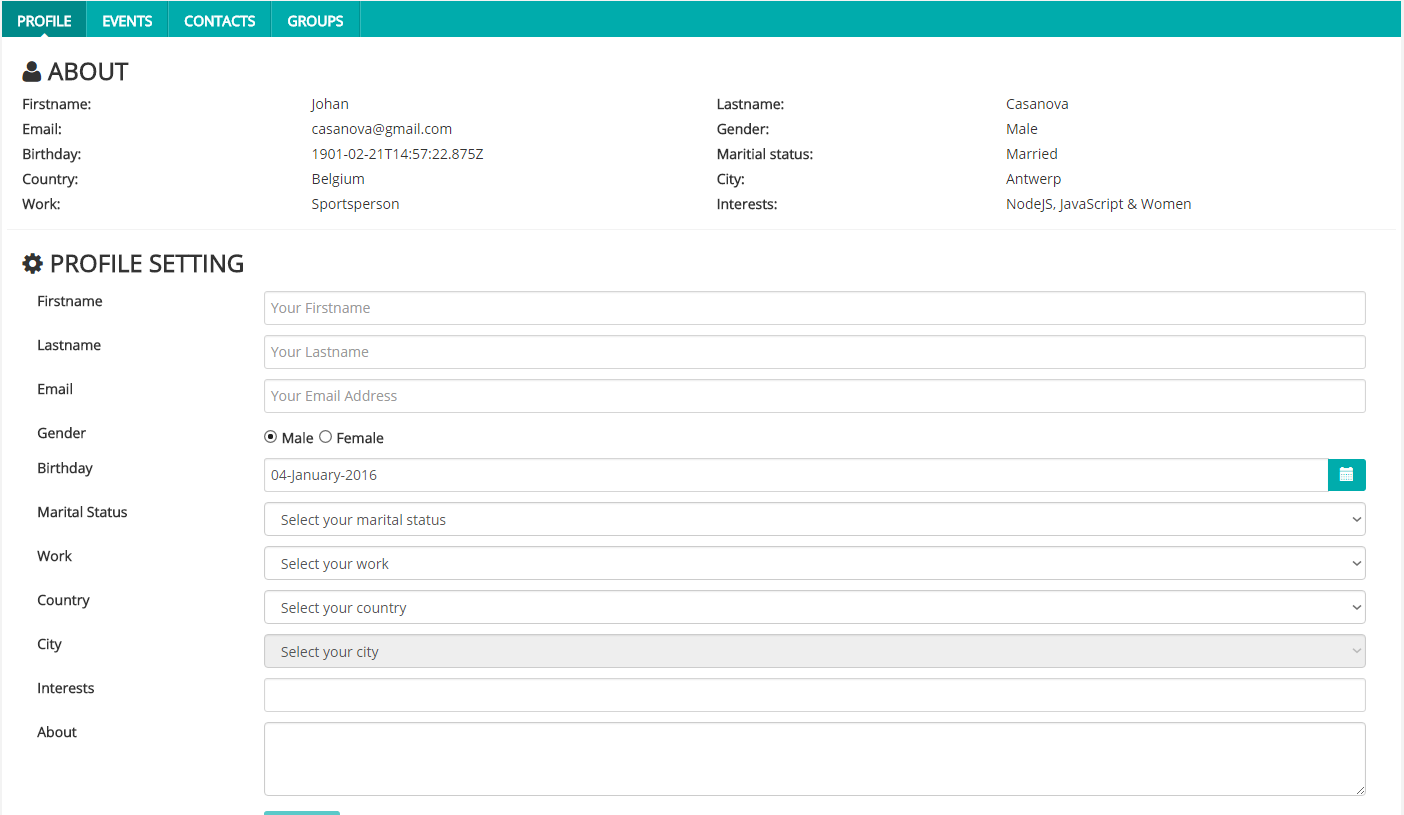 PROFILE EVENTS CONTACTS GROUPS
ABOUT
Firstname: Johan Lastname: Casanova
Email: casanova@gmail.com Gender: Male
Birthday: 1901-02-21T14:57:22.875Z Maritial status: Married
Country: Belgium City: Antwerp
Work: Sportsperson Interests: NodeJS, JavaScript & Women
PROFILE SETTING
Firstname Your Firstname
Lastname Your Lastname
Email Your Email Address
Gender Male Female
Birthday 04-January-2016
Marital Status Select your marital status
Work Select your work
Country Select your country
City Select your city
Interests
About